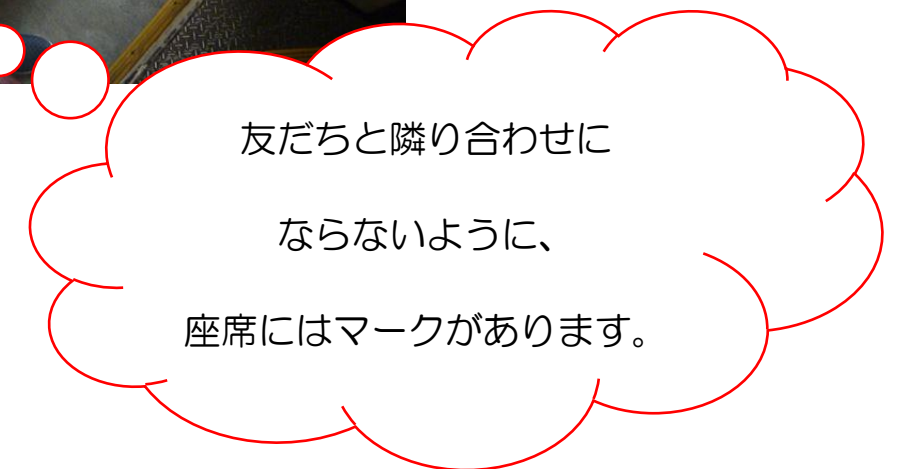 友だちと隣り合わせに
ならないように、
座席にはマークがあります。